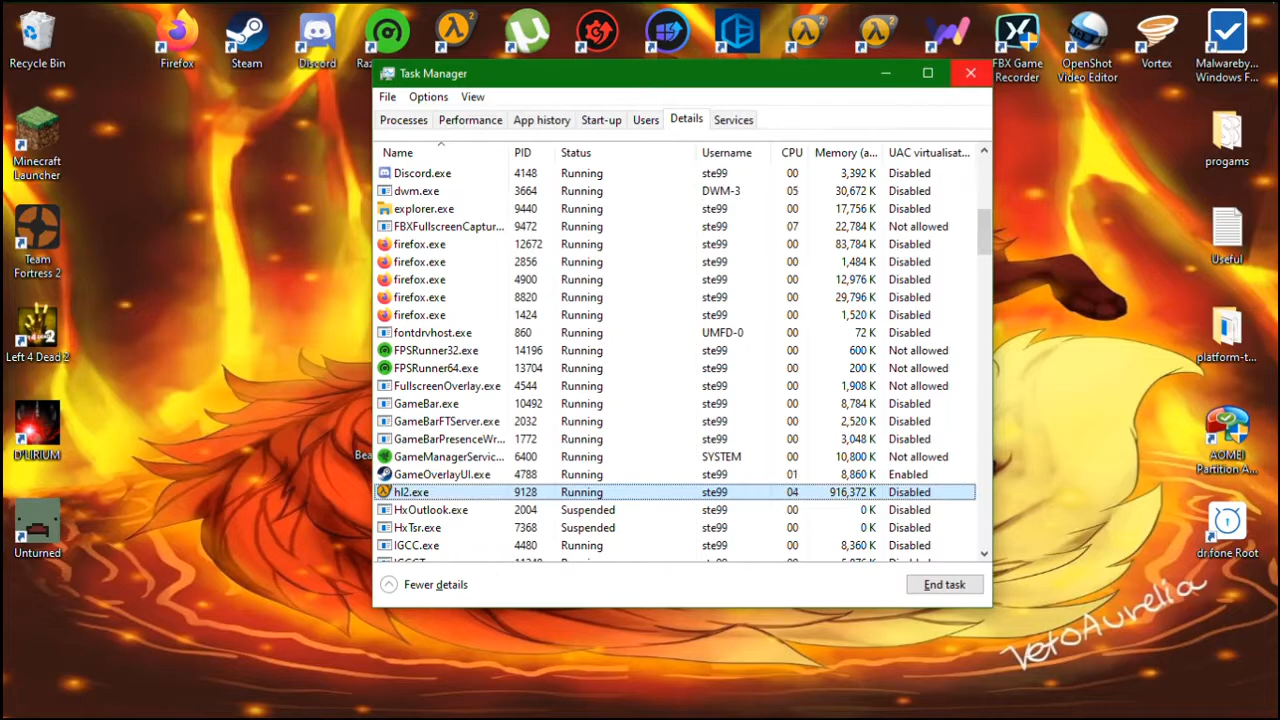 Recycle Bin
Firefox
Steam
Discord
Raz
FBX Game
Recorder
OpenShot
Video Editor
Vortex
Malwareby...
Windows F...
Minecraft
Launcher
Team
Fortress 2
Left 4 Dead 2
D'LIRIUM
Unturned
Bea
progams
Useful
platform-t...
AOMEI
Partition A...
dr.fone Root
Task Manager
File Options View
Processes Performance App history Start-up Users Details Services
Name PID Status Username CPU Memory (a... UAC virtualisat...
Discord.exe 4148 Running ste99 00 3,392 K Disabled
dwm.exe 3664 Running DWM-3 05 30,672 K Disabled
explorer.exe 9440 Running ste99 00 17,756 K Disabled
FBXFullscreenCaptur... 9472 Running ste99 07 22,784 K Not allowed
firefox.exe 12672 Running ste99 00 83,784 K Disabled
firefox.exe 2856 Running ste99 00 1,484 K Disabled
firefox.exe 4900 Running ste99 00 12,976 K Disabled
firefox.exe 8820 Running ste99 00 29,796 K Disabled
firefox.exe 1424 Running ste99 00 1,520 K Disabled
fontdrvhost.exe 860 Running UMFD-0 00 72 K Disabled
FPSRunner32.exe 14196 Running ste99 00 600 K Not allowed
FPSRunner64.exe 13704 Running ste99 00 200 K Not allowed
FullscreenOverlay.exe 4544 Running ste99 00 1,908 K Not allowed
GameBar.exe 10492 Running ste99 00 8,784 K Disabled
GameBarFTServer.exe 2032 Running ste99 00 2,520 K Disabled
GameBarPresenceWr... 1772 Running ste99 00 3,048 K Disabled
GameManagerServic... 6400 Running SYSTEM 00 10,800 K Not allowed
GameOverlayUI.exe 4788 Running ste99 01 8,860 K Enabled
hl2.exe 9128 Running ste99 04 916,372 K Disabled
HxOutlook.exe 2004 Suspended ste99 00 0 K Disabled
HxTsr.exe 7368 Suspended ste99 00 0 K Disabled
IGCC.exe 4480 Running ste99 00 8,360 K Disabled
Fewer details
End task
VetoAurelia